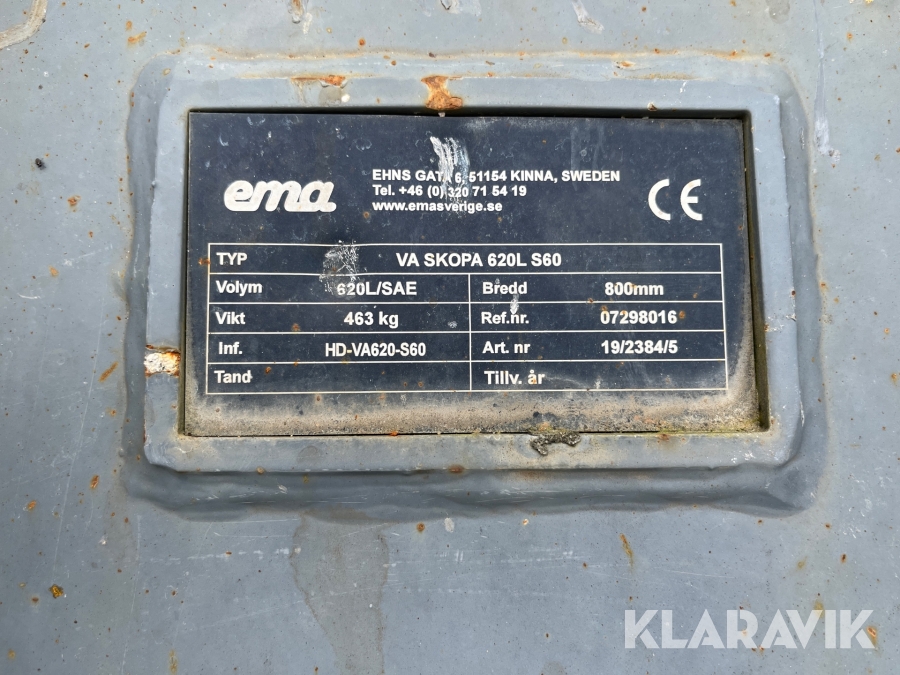 ema
EHNS GATA 6, 51154 KINNA, SWEDEN
Tel. +46 (0) 320 71 54 19
www.emasverige.se
CE
TYP VA SKOPA 620L S60
Volym 620L/SAE Bredd 800mm
Vikt 463 kg Ref.nr. 07298016
Inf. HD-VA620-S60 Art. nr 19/2384/5
Tand Tillv. år
KLARAVIK